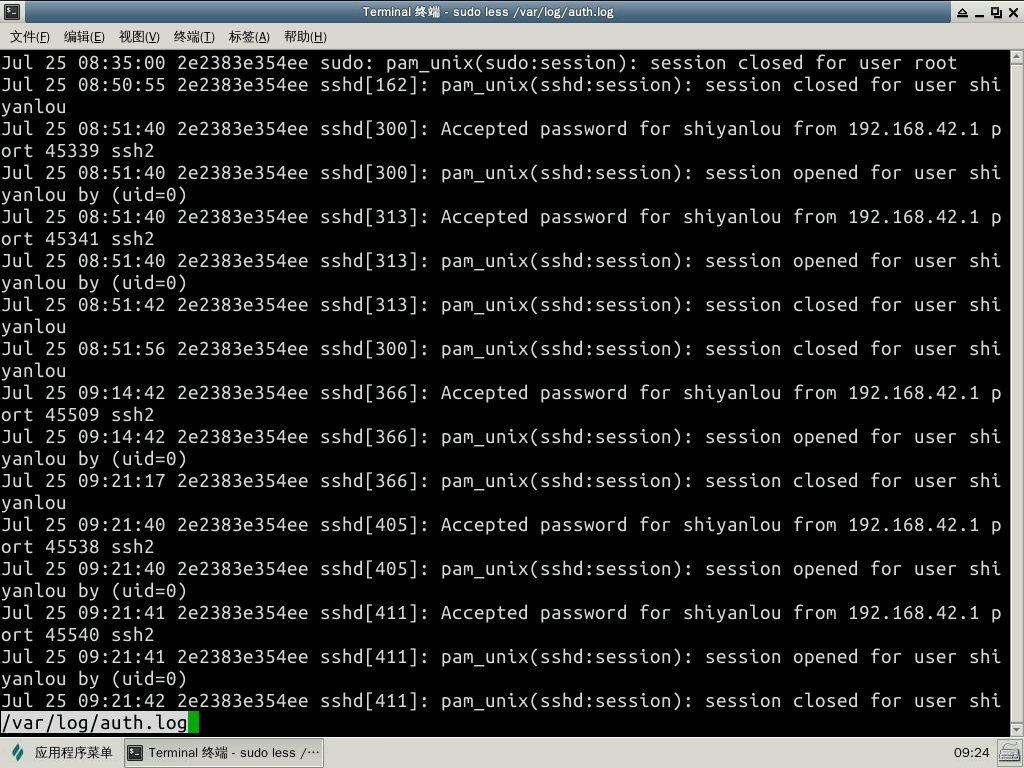 Terminal 终端 - sudo less /var/log/auth.log
文件(F) 编辑(E) 视图(V) 终端(T) 标签(A) 帮助(H)
Jul 25 08:35:00 2e2383e354ee sudo: pam_unix(sudo:session): session closed for user root
Jul 25 08:50:55 2e2383e354ee sshd[162]: pam_unix(sshd:session): session closed for user shi
yanlou
Jul 25 08:51:40 2e2383e354ee sshd[300]: Accepted password for shiyanlou from 192.168.42.1 p
ort 45339 ssh2
Jul 25 08:51:40 2e2383e354ee sshd[300]: pam_unix(sshd:session): session opened for user shi
yanlou by (uid=0)
Jul 25 08:51:40 2e2383e354ee sshd[313]: Accepted password for shiyanlou from 192.168.42.1 p
ort 45341 ssh2
Jul 25 08:51:40 2e2383e354ee sshd[313]: pam_unix(sshd:session): session opened for user shi
yanlou by (uid=0)
Jul 25 08:51:42 2e2383e354ee sshd[313]: pam_unix(sshd:session): session closed for user shi
yanlou
Jul 25 08:51:56 2e2383e354ee sshd[300]: pam_unix(sshd:session): session closed for user shi
yanlou
Jul 25 09:14:42 2e2383e354ee sshd[366]: Accepted password for shiyanlou from 192.168.42.1 p
ort 45509 ssh2
Jul 25 09:14:42 2e2383e354ee sshd[366]: pam_unix(sshd:session): session opened for user shi
yanlou by (uid=0)
Jul 25 09:21:17 2e2383e354ee sshd[366]: pam_unix(sshd:session): session closed for user shi
yanlou
Jul 25 09:21:40 2e2383e354ee sshd[405]: Accepted password for shiyanlou from 192.168.42.1 p
ort 45538 ssh2
Jul 25 09:21:40 2e2383e354ee sshd[405]: pam_unix(sshd:session): session opened for user shi
yanlou by (uid=0)
Jul 25 09:21:41 2e2383e354ee sshd[411]: Accepted password for shiyanlou from 192.168.42.1 p
ort 45540 ssh2
Jul 25 09:21:41 2e2383e354ee sshd[411]: pam_unix(sshd:session): session opened for user shi
yanlou by (uid=0)
Jul 25 09:21:42 2e2383e354ee sshd[411]: pam_unix(sshd:session): session closed for user shi
/var/log/auth.log
应用程序菜单 Terminal 终端 - sudo less /··· 09:24